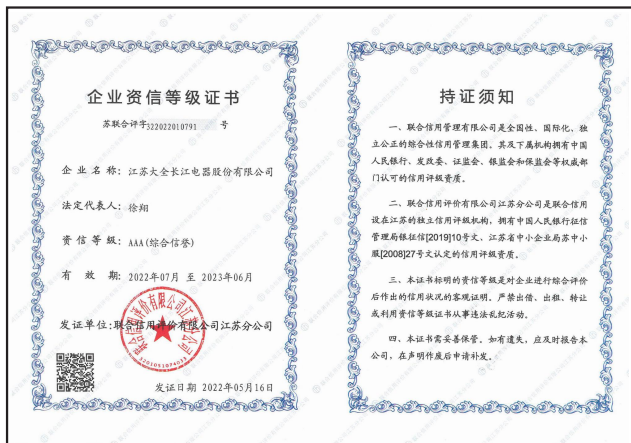 企业资信等级证书
苏联合评字322022010791 号
企业名称：江苏大全长江电器股份有限公司
法定代表人：徐翔
资信等级：AAA(综合信誉)
有 效 期：2022年07月 至 2023年06月
发证单位：联合信用评价有限公司江苏分公司
联合信用评价有限公司江苏分公司
3201051074033
发证日期 2022年05月16日
持证须知
一、联合信用管理有限公司是全国性、国际化、独
立公正的综合性信用管理集团。其及下属机构拥有中国
人民银行、发改委、证监会、银监会和保监会等权威部
门认可的信用评级资质。
二、联合信用评价有限公司江苏分公司是联合信用
设在江苏的独立信用评级机构，拥有中国人民银行征信
管理局银征信[2019]10号文、江苏省中小企业局苏中小
服[2008]27号文认定的信用评级资质。
三、本证书标明的资信等级是对企业进行综合评价
后作出的信用状况的客观证明。严禁出借、出租、转让
或利用资信等级证书从事违法乱纪活动。
四、本证书需妥善保管。如有遗失，应及时报告本
公司，在声明作废后申请补发。